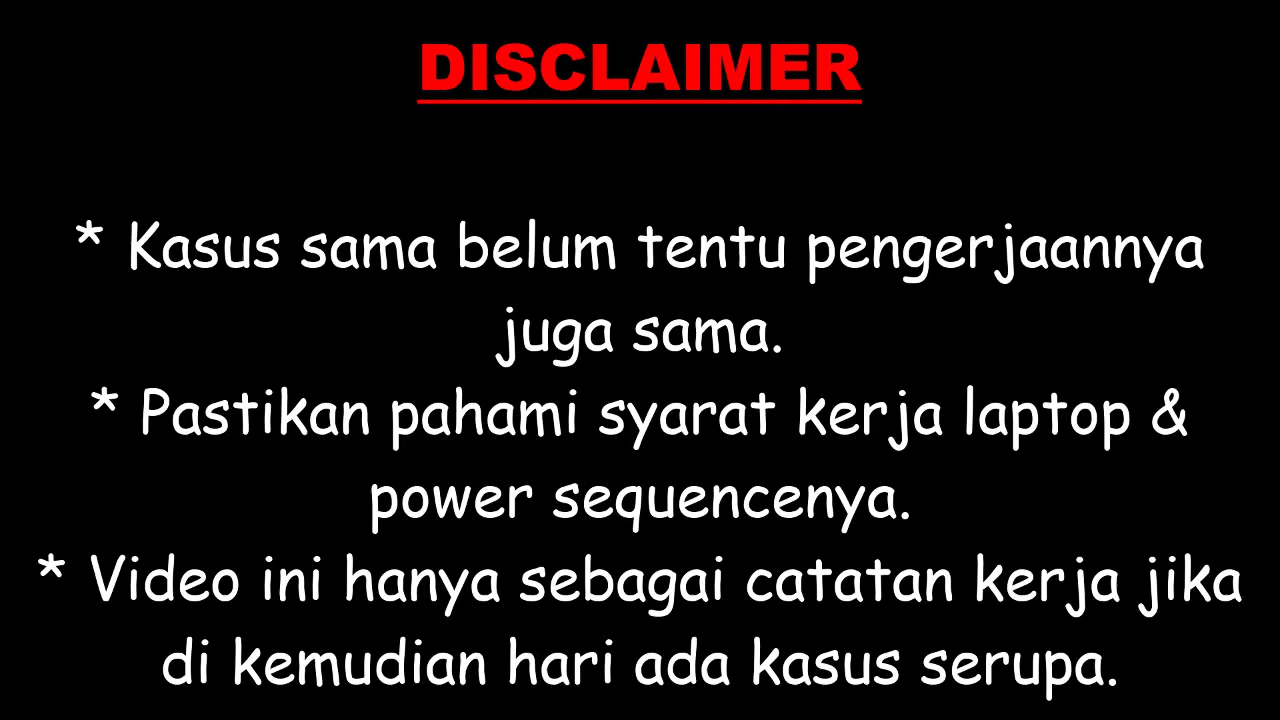 DISCLAIMER
* Kasus sama belum tentu pengerjaannya
juga sama.
* Pastikan pahami syarat kerja laptop &
power sequencenya.
* Video ini hanya sebagai catatan kerja jika
di kemudian hari ada kasus serupa.